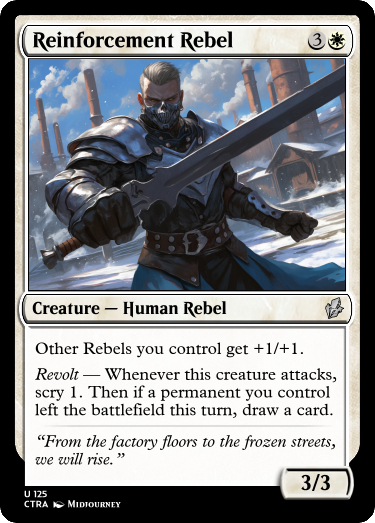 Reinforcement Rebel 3
Creature — Human Rebel
Other Rebels you control get +1/+1.
Revolt — Whenever this creature attacks,
scry 1. Then if a permanent you control
left the battlefield this turn, draw a card.
“From the factory floors to the frozen streets,
we will rise.”
3/3
U 125
CTRA Midjourney